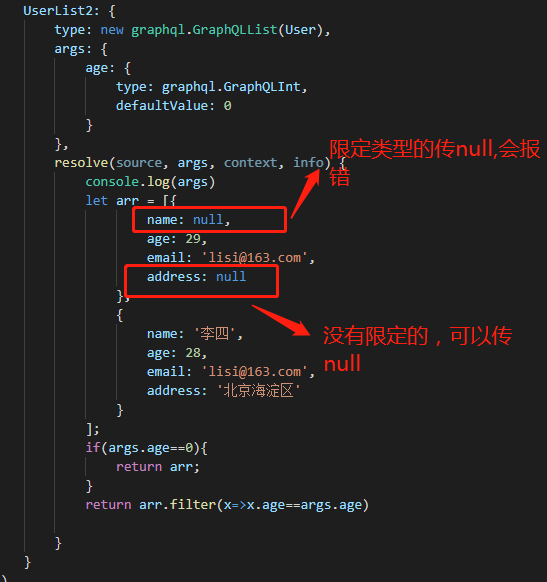 UserList2: {
type: new graphql.GraphQLList(User),
args: {
age: {
type: graphql.GraphQLInt,
defaultValue: 0
}
},
resolve(source, args, context, info) {
限定类型的传null,会报
错
console.log(args)
let arr = [{
name: null,
age: 29,
email: 'lisi@163.com',
address: null
},
{
没有限定的，可以传
null
name: '李四',
age: 28,
email: 'lisi@163.com',
address: '北京海淀区'
}
];
if(args.age==0){
return arr;
}
return arr.filter(x=>x.age==args.age)
}
}
)